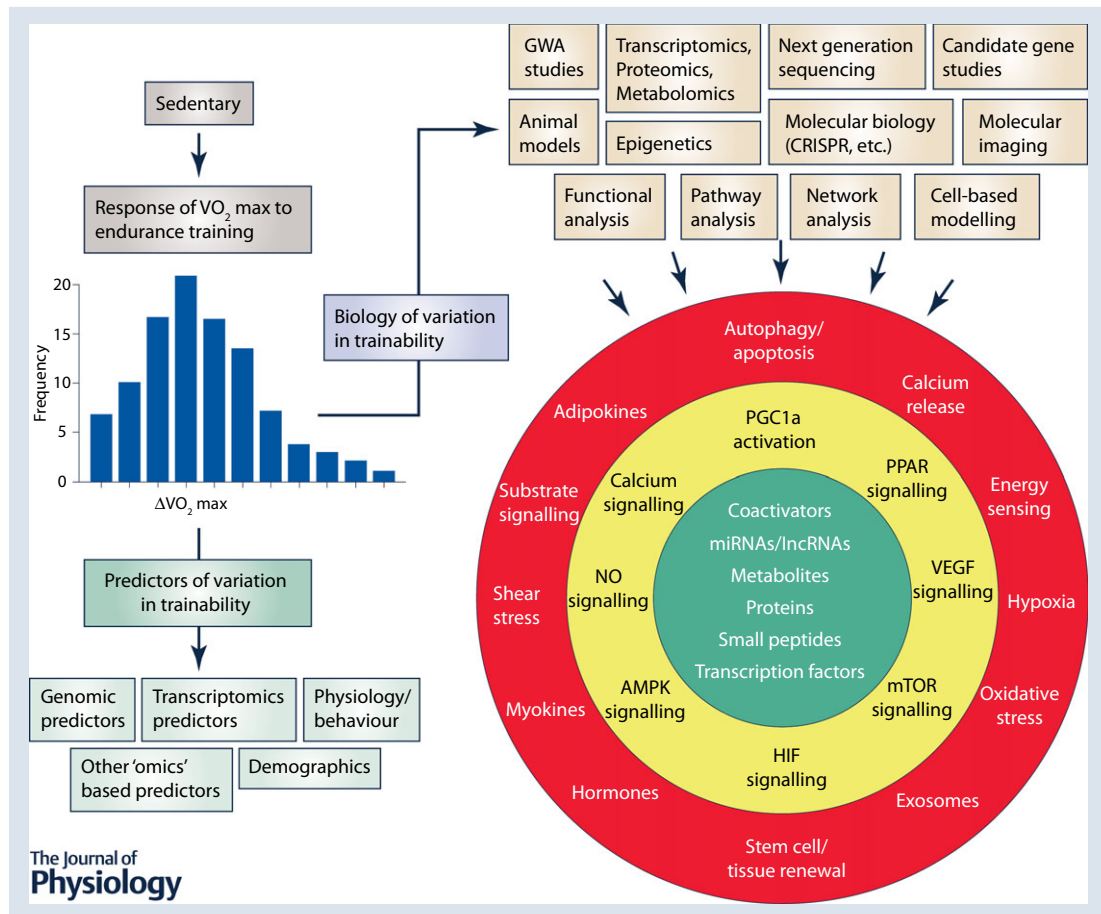 Sedentary
Response of VO2 max to
endurance training
20
15
10
5
0
Frequency
ΔVO2 max
Biology of variation
in trainability
Predictors of variation
in trainability
Genomic
predictors
Transcriptomics
predictors
Physiology/
behaviour
Other ‘omics’
based predictors
Demographics
GWA
studies
Transcriptomics,
Proteomics,
Metabolomics
Next generation
sequencing
Candidate gene
studies
Animal
models
Epigenetics
Molecular biology
(CRISPR, etc.)
Molecular
imaging
Functional
analysis
Pathway
analysis
Network
analysis
Cell-based
modelling
Autophagy/
apoptosis
Calcium
release
Energy
sensing
Hypoxia
Oxidative
stress
Exosomes
Stem cell/
tissue renewal
Hormones
Myokines
Shear
stress
Substrate
signalling
Adipokines
PGC1a
activation
PPAR
signalling
VEGF
signalling
mTOR
signalling
HIF
signalling
AMPK
signalling
NO
signalling
Calcium
signalling
Coactivators
miRNAs/lncRNAs
Metabolites
Proteins
Small peptides
Transcription factors
The Journal of
Physiology